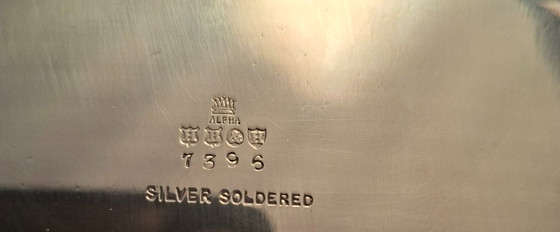 ALPHA
H B & H
7396
SILVER SOLDERED